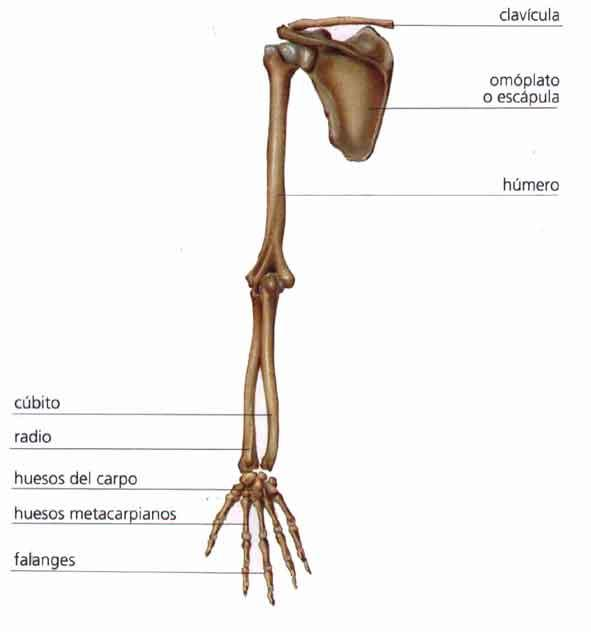 clavícula
omóplato
o escápula
húmero
cúbito
radio
huesos del carpo
huesos metacarpianos
falanges